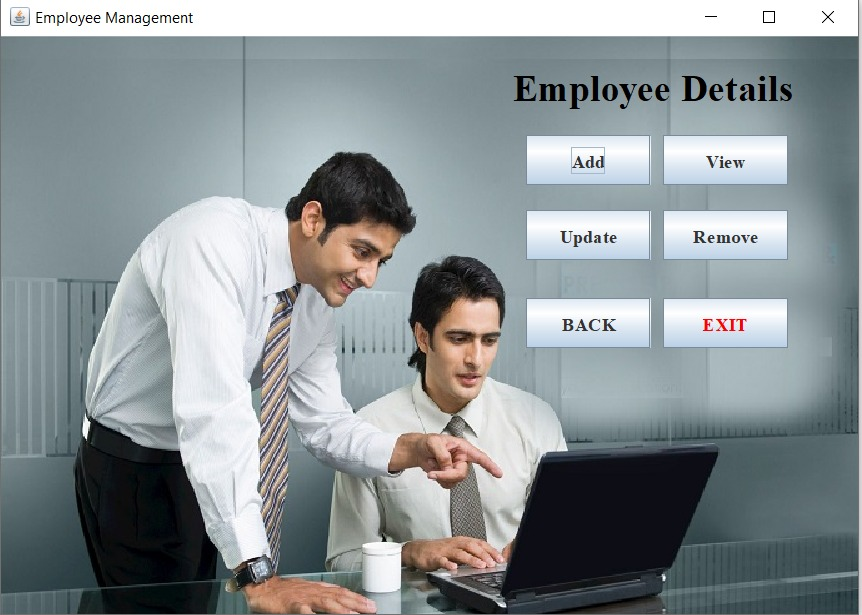 Employee Management
Employee Details
Add View
Update Remove
BACK EXIT